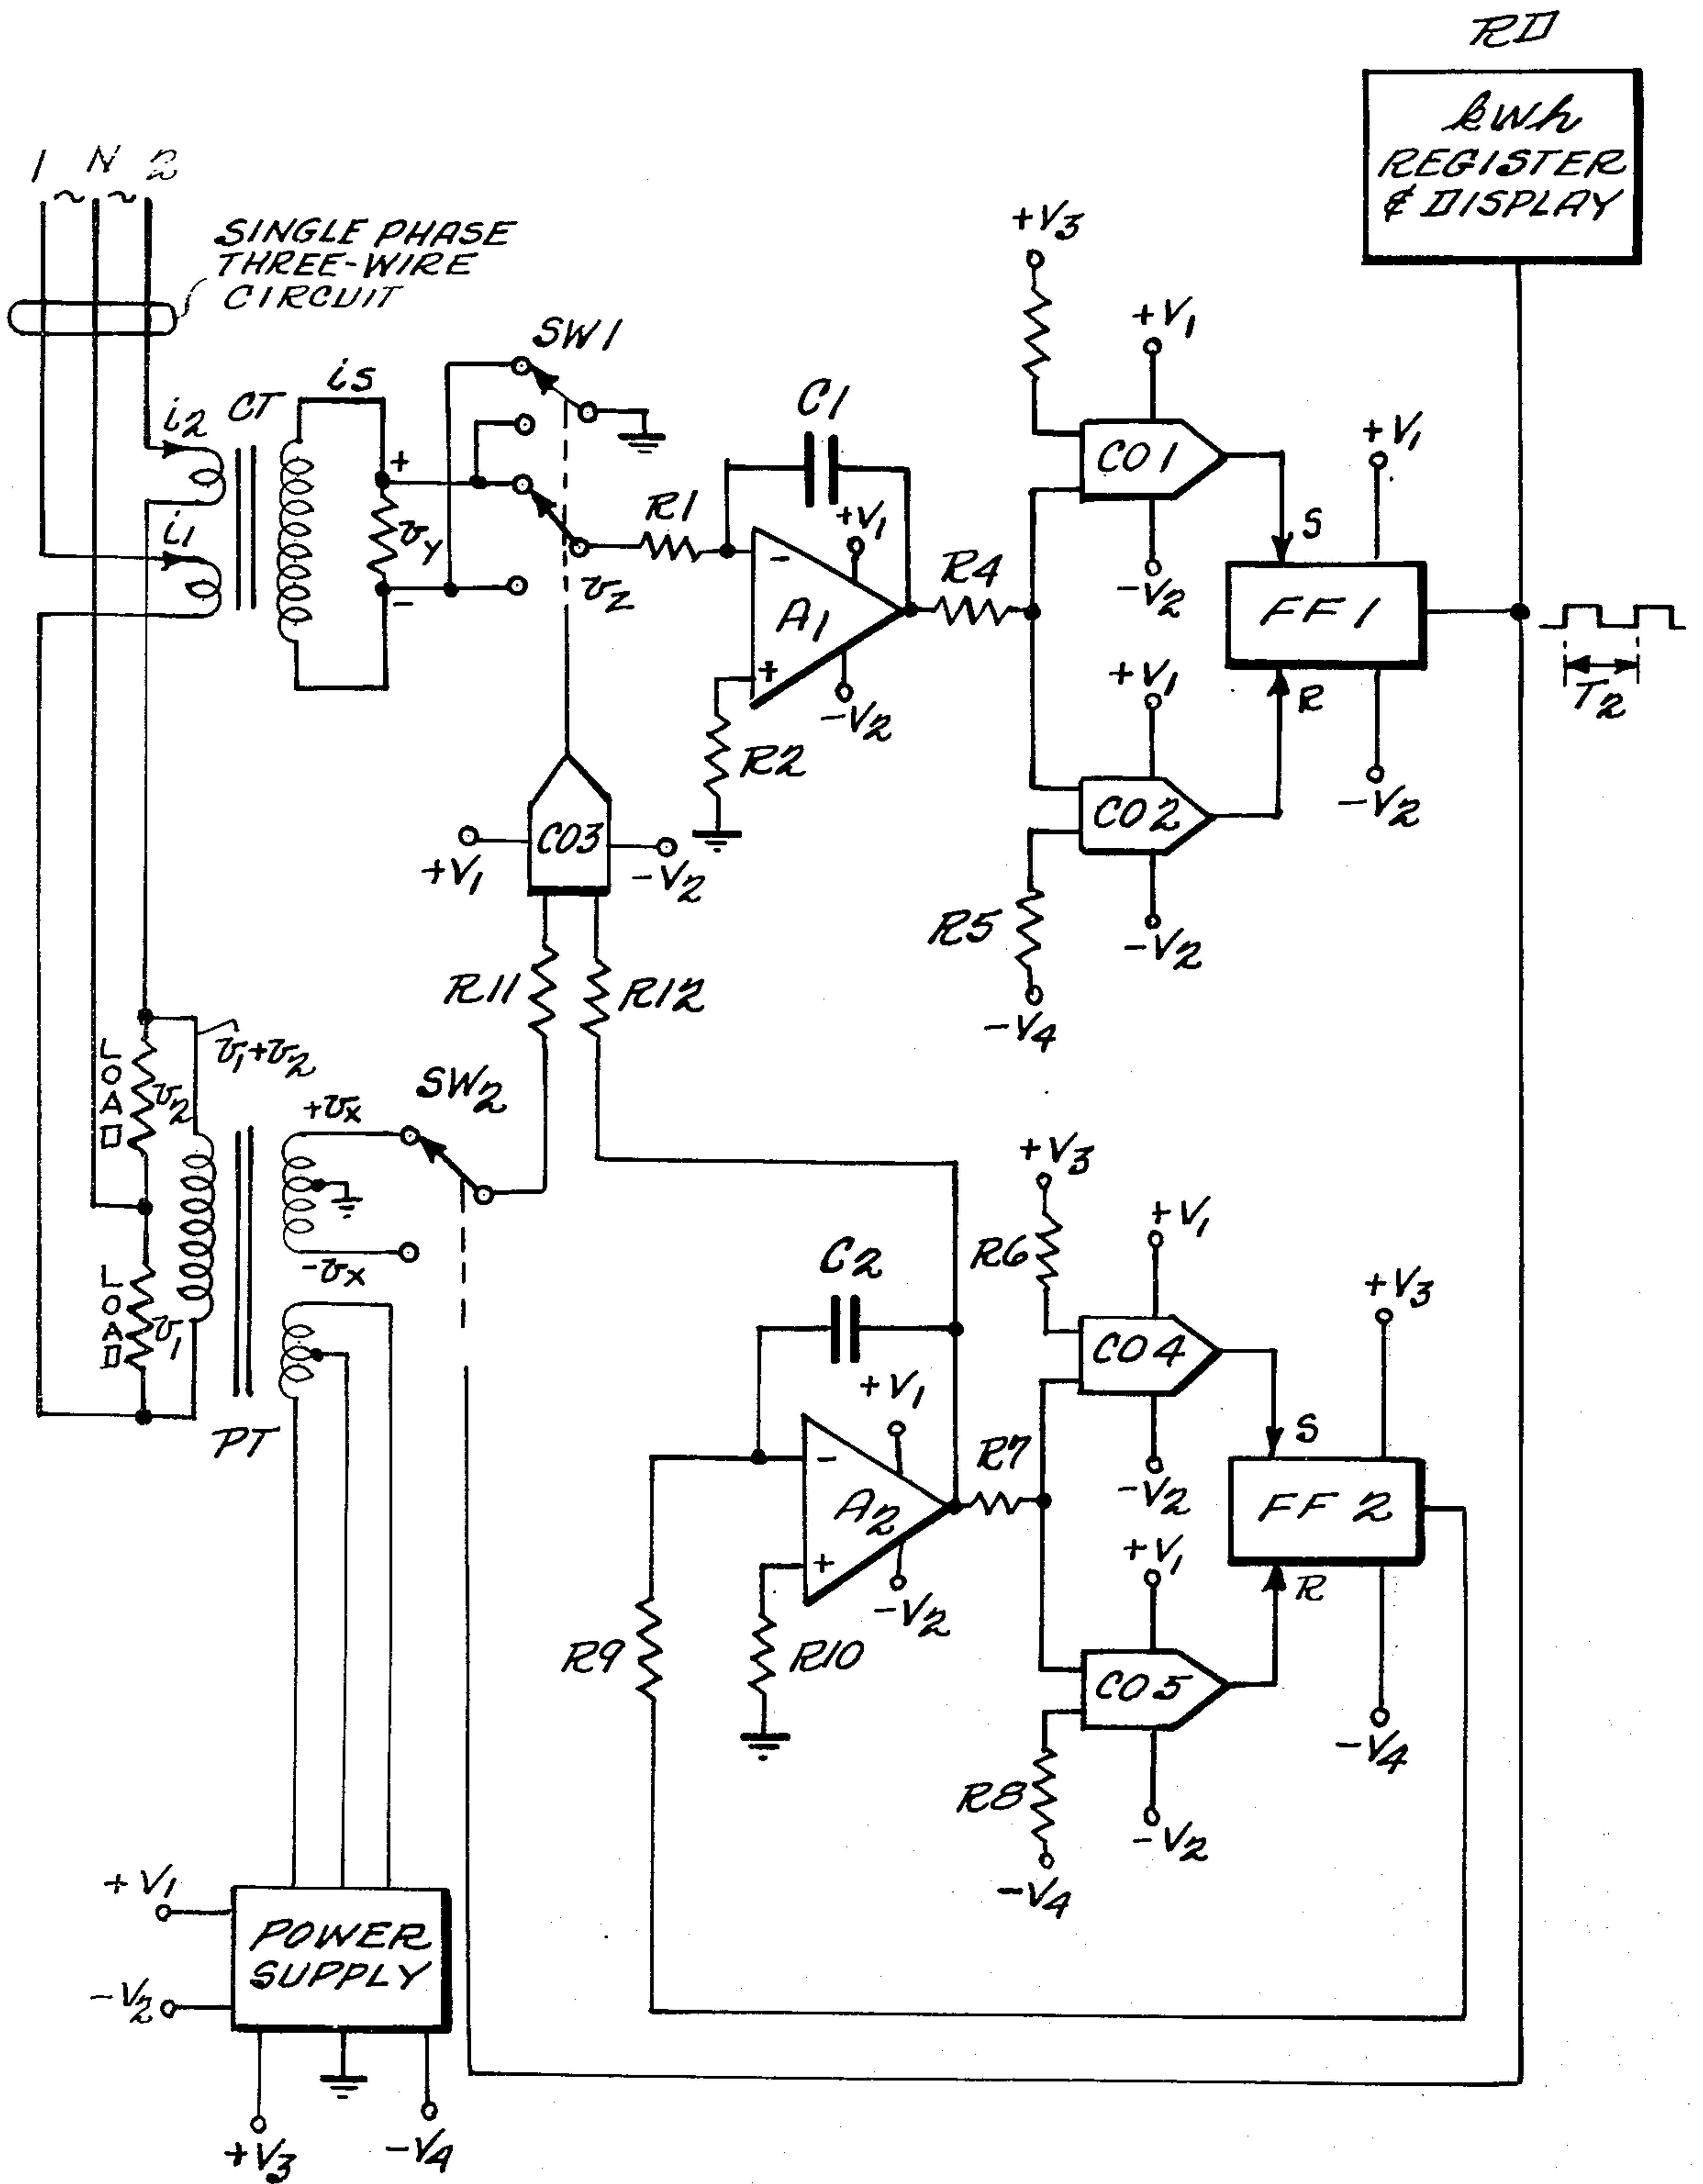 RD
kwh
REGISTER
& DISPLAY
1 N 2
~ ~
SINGLE PHASE
THREE-WIRE
CIRCUIT
+V3
SW1
+V1
is
C1
i2
CT
+V1
+
CO1
R1
+V1
S
vy
-
i1
R4
-V2
FF1
-
vz
A1
+V1
R
T2
+
-V2
R2
CO2
-V2
CO3
+V1
-V2
R5
-V2
R11
R12
-V4
LOAD
v1+v2
v2
SW2
+vx
+V3
+V1
R6
-vx
C2
+V3
LOAD
v1
CO4
+V1
S
PT
R7
-
-V2
A2
FF2
+V1
+
R
-V2
R9
R10
CO5
-V4
R8
-V2
+V1
-V4
POWER
SUPPLY
-V2
+V3
-V4